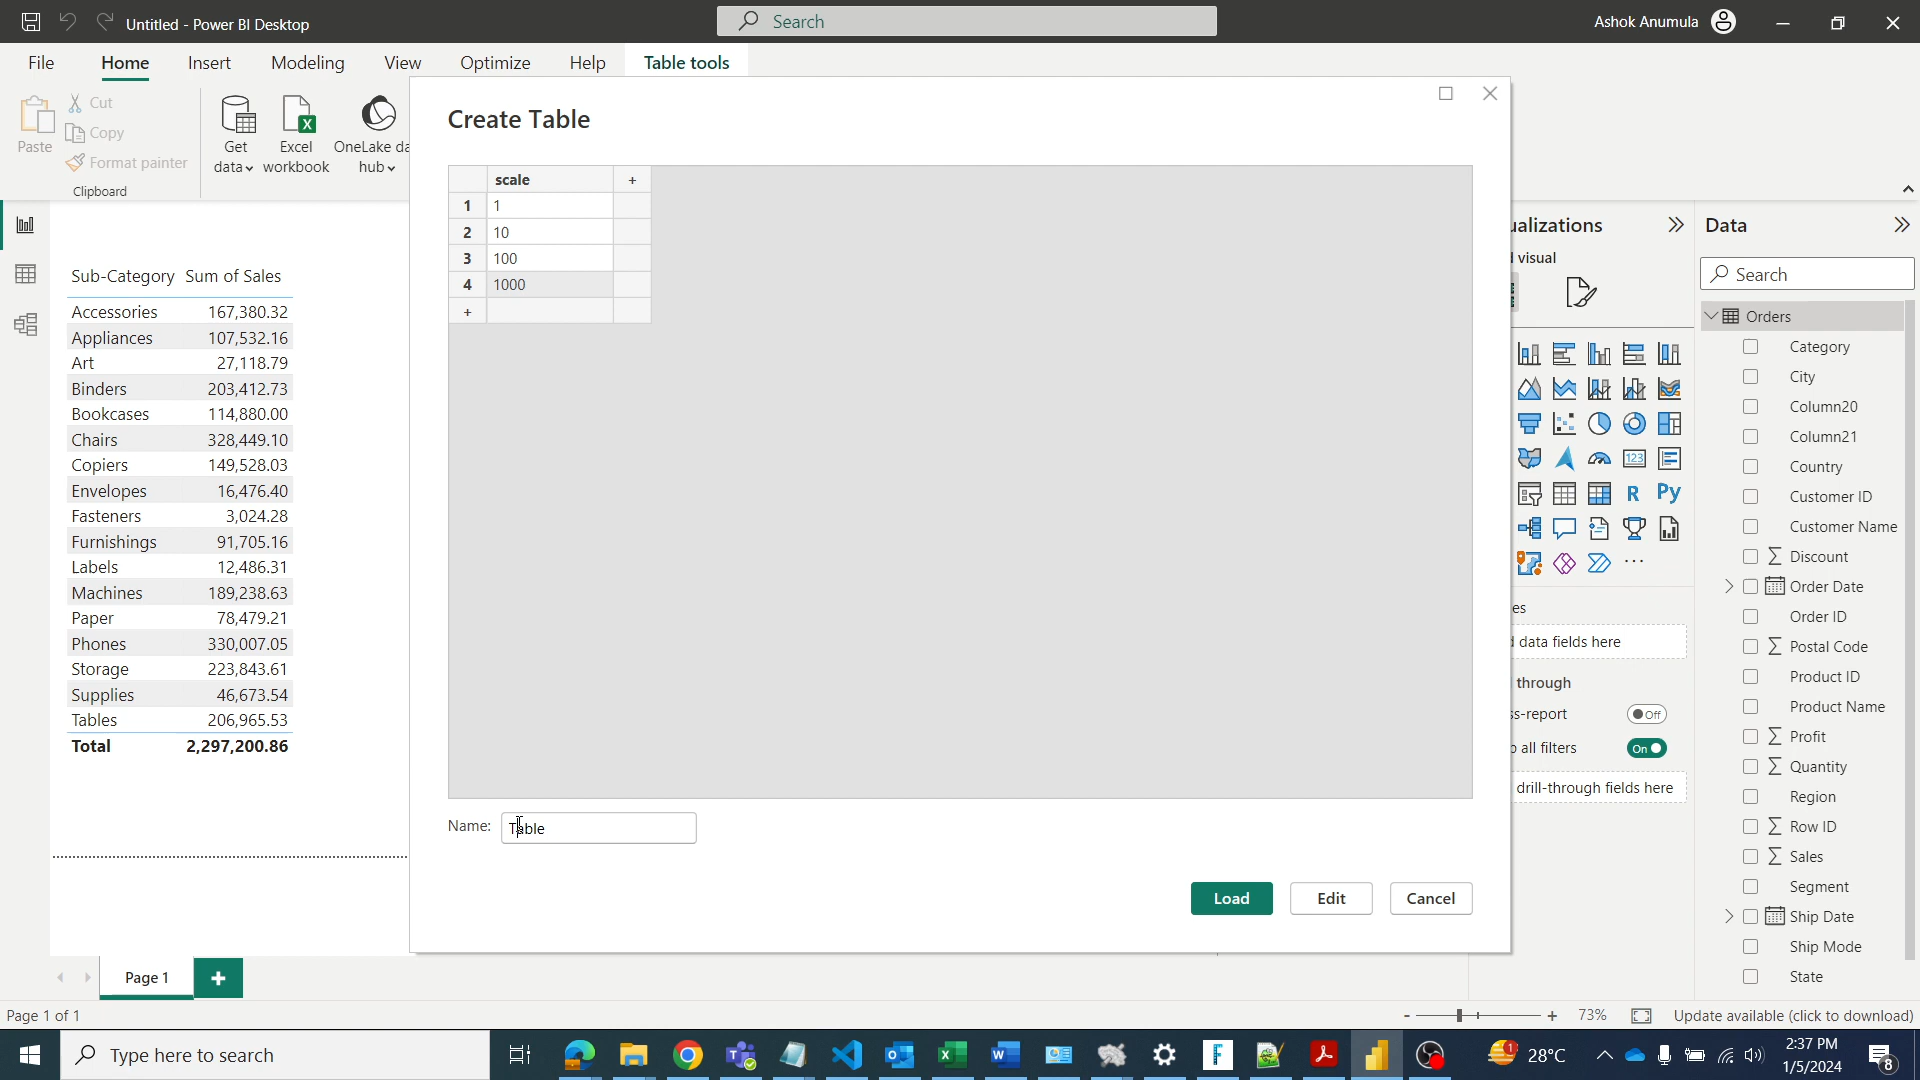 Untitled - Power BI Desktop
Search
Ashok Anumula
File
Home
Insert
Modeling
View
Optimize
Help
Table tools
Paste
Cut
Copy
Format painter
Clipboard
Get data
Excel workbook
OneLake da
hub
Create Table
scale
+
1 1
2 10
3 100
4 1000
+
Name: Table
Load
Edit
Cancel
Sub-Category Sum of Sales
Accessories 167,380.32
Appliances 107,532.16
Art 27,118.79
Binders 203,412.73
Bookcases 114,880.00
Chairs 328,449.10
Copiers 149,528.03
Envelopes 16,476.40
Fasteners 3,024.28
Furnishings 91,705.16
Labels 12,486.31
Machines 189,238.63
Paper 78,479.21
Phones 330,007.05
Storage 223,843.61
Supplies 46,673.54
Tables 206,965.53
Total 2,297,200.86
ualizations
d visual
123
R
Py
...
es
d data fields here
through
ss-report
Off
p all filters
On
drill-through fields here
Data
Search
Orders
Category
City
Column20
Column21
Country
Customer ID
Customer Name
Discount
Order Date
Order ID
Postal Code
Product ID
Product Name
Profit
Quantity
Region
Row ID
Sales
Segment
Ship Date
Ship Mode
State
Page 1
+
Page 1 of 1
- + 73%
Update available (click to download)
Type here to search
1
28°C
2:37 PM
1/5/2024
8